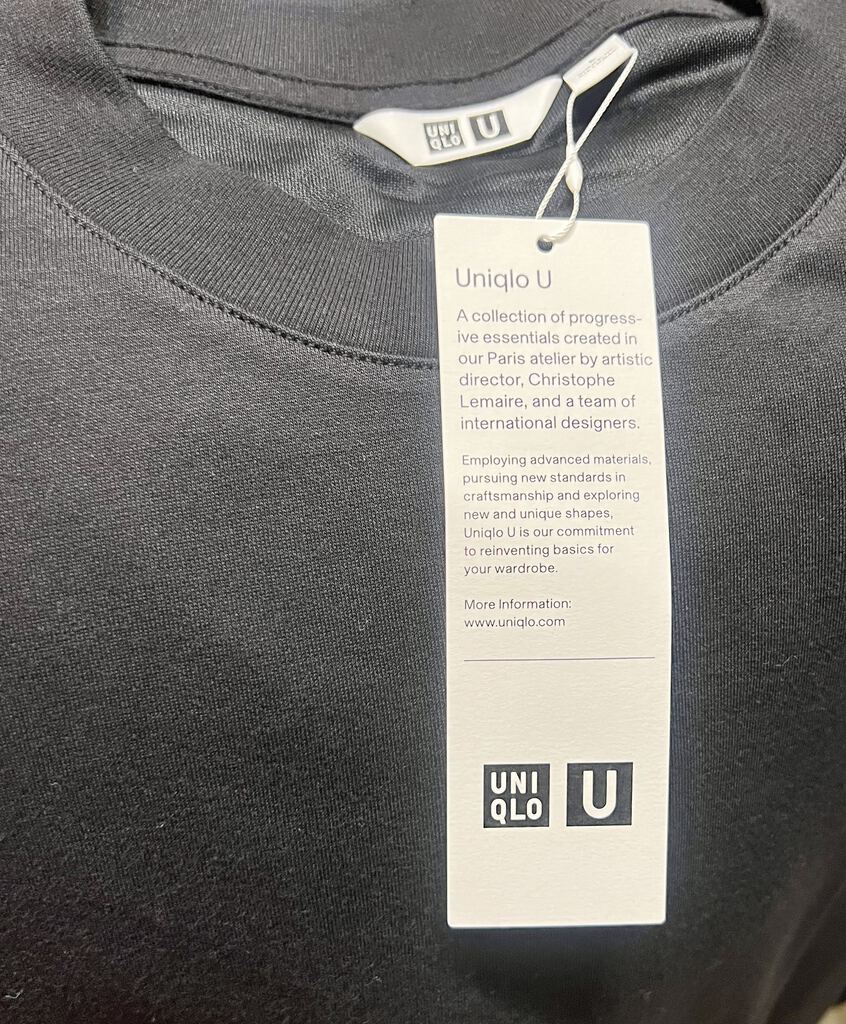 UNI
QLO
U
Uniqlo U
A collection of progress-
ive essentials created in
our Paris atelier by artistic
director, Christophe
Lemaire, and a team of
international designers.
Employing advanced materials,
pursuing new standards in
craftsmanship and exploring
new and unique shapes,
Uniqlo U is our commitment
to reinventing basics for
your wardrobe.
More Information:
www.uniqlo.com
UNI
QLO
U